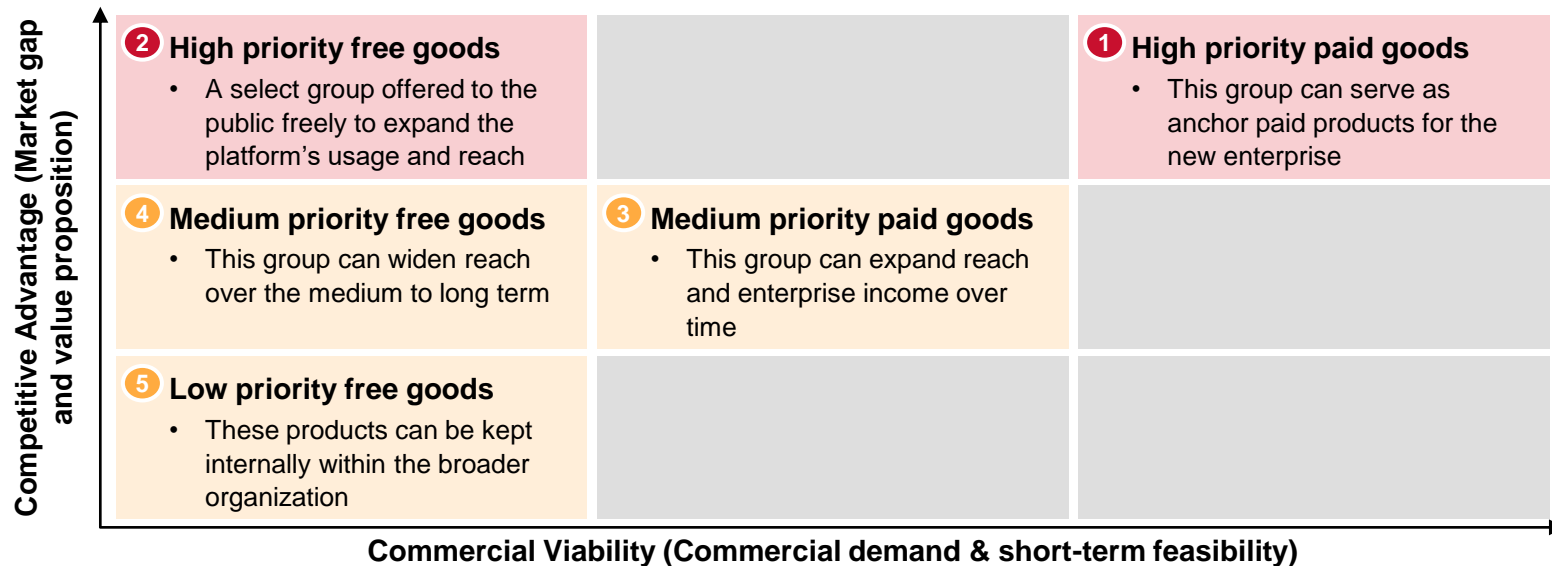 Competitive Advantage (Market gap
and value proposition)
2 High priority free goods
• A select group offered to the
public freely to expand the
platform’s usage and reach
1 High priority paid goods
• This group can serve as
anchor paid products for the
new enterprise
4 Medium priority free goods
• This group can widen reach
over the medium to long term
3 Medium priority paid goods
• This group can expand reach
and enterprise income over
time
5 Low priority free goods
• These products can be kept
internally within the broader
organization
Commercial Viability (Commercial demand & short-term feasibility)